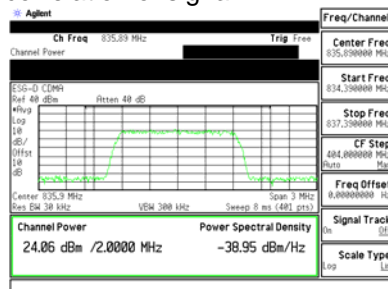 Agilent
Freq/Channel
Ch Freq 835.89 MHz Trig Free
Channel Power
Center Freq
835.890000 MHz
Start Freq
834.390000 MHz
Stop Freq
837.390000 MHz
CF Step
404.000000 MHz
Auto Man
Freq Offset
0.00000000 Hz
Signal Track
On Off
Scale Type
Log Lin
ESG-D CDMA
Ref 40 dBm Atten 40 dB
#Avg
Log
10
dB/
Offst
10
dB
Center 835.9 MHz Span 3 MHz
Res BW 30 kHz VBW 300 kHz Sweep 8 ms (401 pts)
Channel Power Power Spectral Density
24.06 dBm /2.0000 MHz -38.95 dBm/Hz